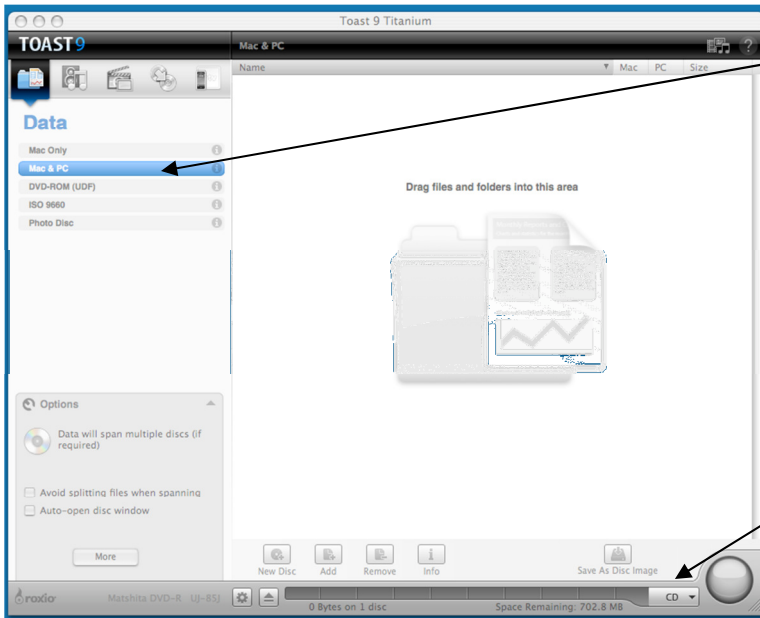 Toast 9 Titanium
TOAST 9
Mac & PC
?
Name Mac PC Size
Data
Mac Only
Mac & PC
DVD-ROM (UDF)
ISO 9660
Photo Disc
Drag files and folders into this area
Options
Data will span multiple discs (if
required)
Avoid splitting files when spanning
Auto-open disc window
More
New Disc Add Remove Info Save As Disc Image
roxio Matshita DVD-R UJ-85J
0 Bytes on 1 disc Space Remaining: 702.8 MB CD